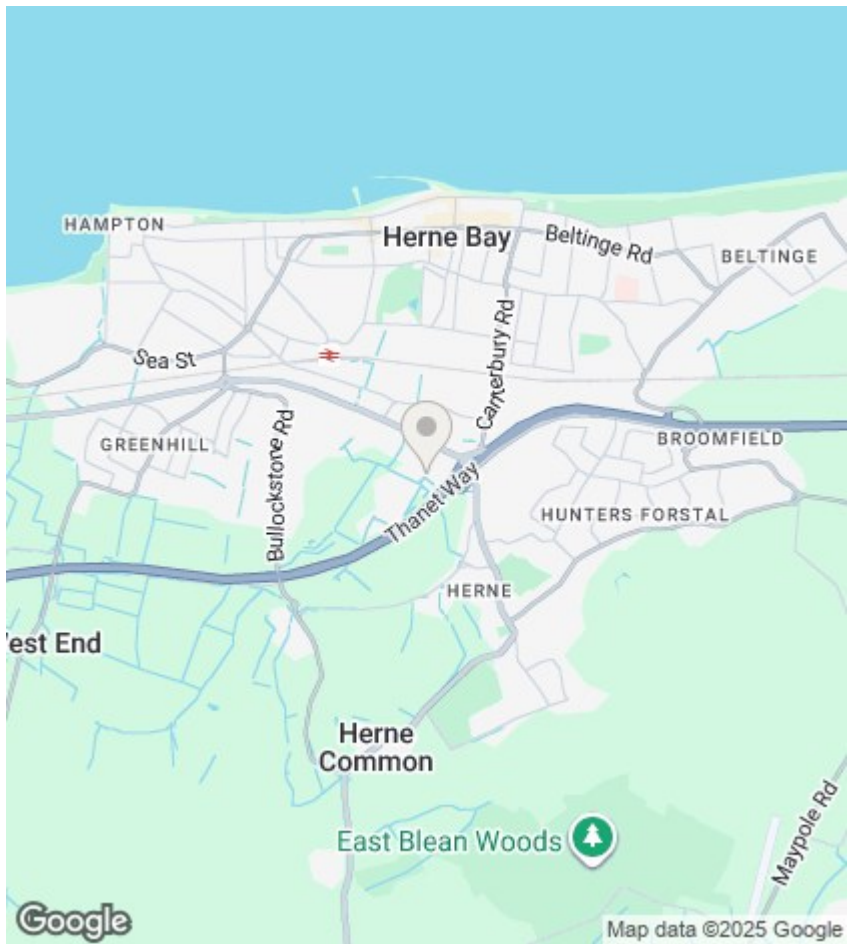 HAMPTON
Herne Bay
Beltinge Rd
BELTINGE
Sea St
Canterbury Rd
GREENHILL
Bullockstone Rd
BROOMFIELD
Thanet Way
HUNTERS FORSTAL
HERNE
est End
Herne
Common
East Blean Woods
Maypole Rd
Google
Map data ©2025 Google